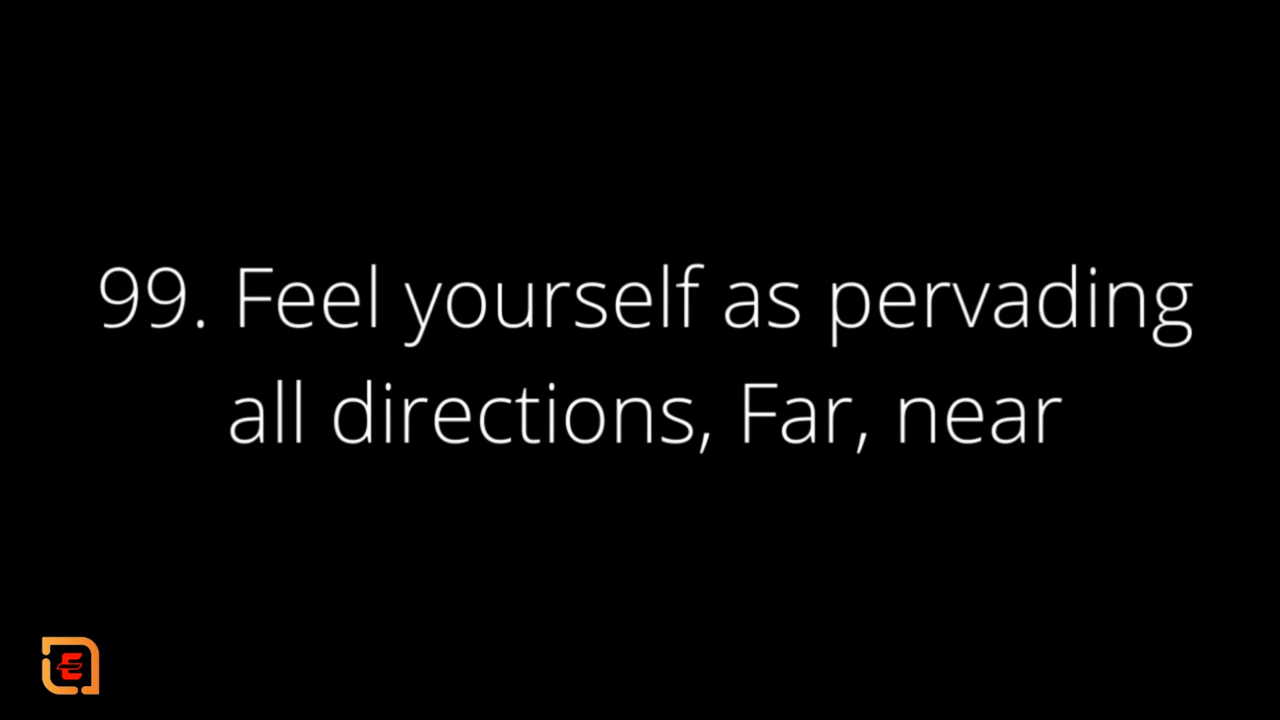 99. Feel yourself as pervading
all directions, Far, near